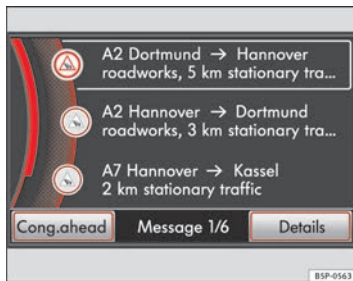 A2 Dortmund → Hannover
roadworks, 5 km stationary tra...
A2 Hannover → Dortmund
roadworks, 3 km stationary tra...
A7 Hannover → Kassel
2 km stationary traffic
Cong.ahead Message 1/6 Details
B5P-0563